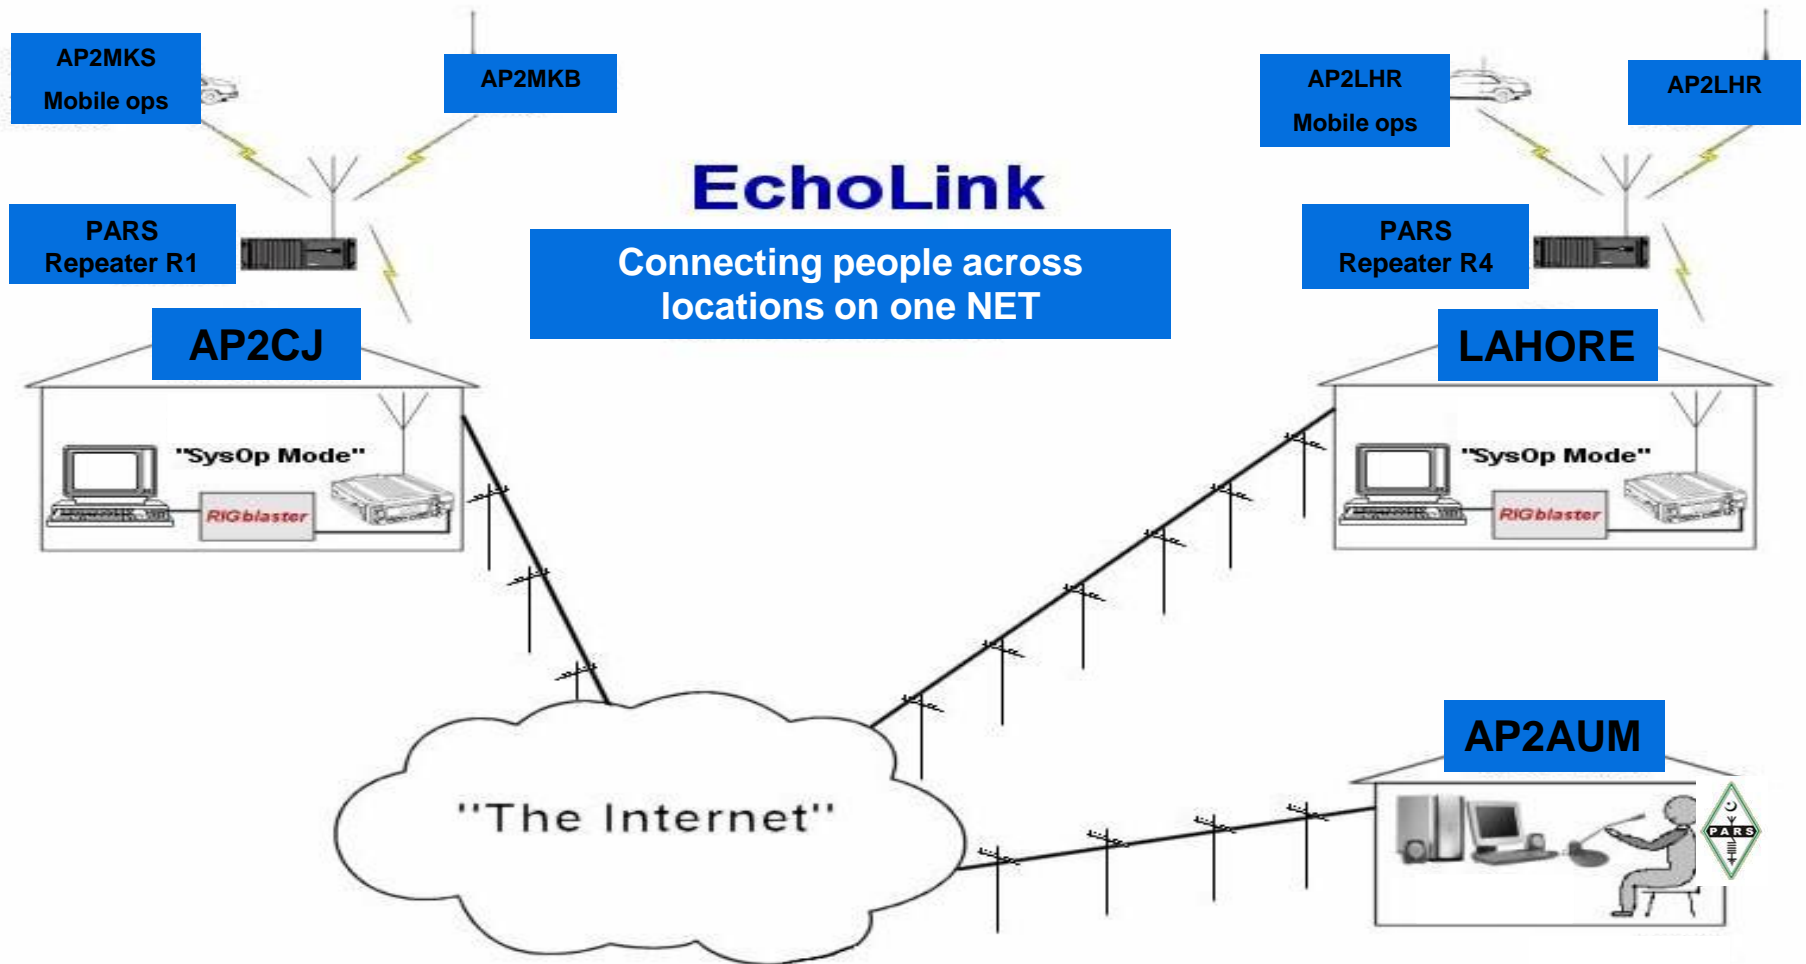 AP2MKS
Mobile ops
AP2MKB
AP2LHR
Mobile ops
AP2LHR
EchoLink
Connecting people across
locations on one NET
PARS
Repeater R1
PARS
Repeater R4
AP2CJ
LAHORE
"SysOp Mode"
RIGblaster
"SysOp Mode"
RIGblaster
AP2AUM
"The Internet"
PARS